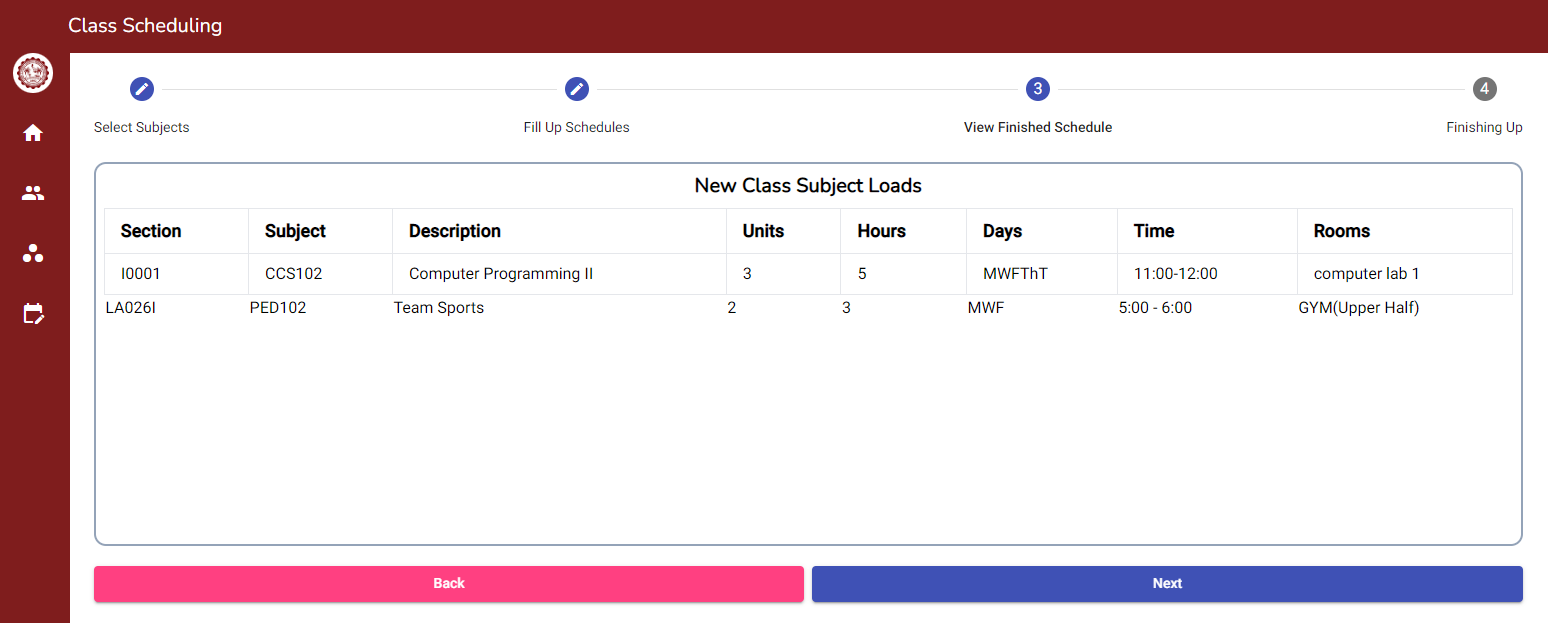 Class Scheduling
3
4
Select Subjects
Fill Up Schedules
View Finished Schedule
Finishing Up
New Class Subject Loads
Section Subject Description Units Hours Days Time Rooms
I0001 CCS102 Computer Programming II 3 5 MWFThT 11:00-12:00 computer lab 1
LA026I PED102 Team Sports 2 3 MWF 5:00 - 6:00 GYM(Upper Half)
Back
Next